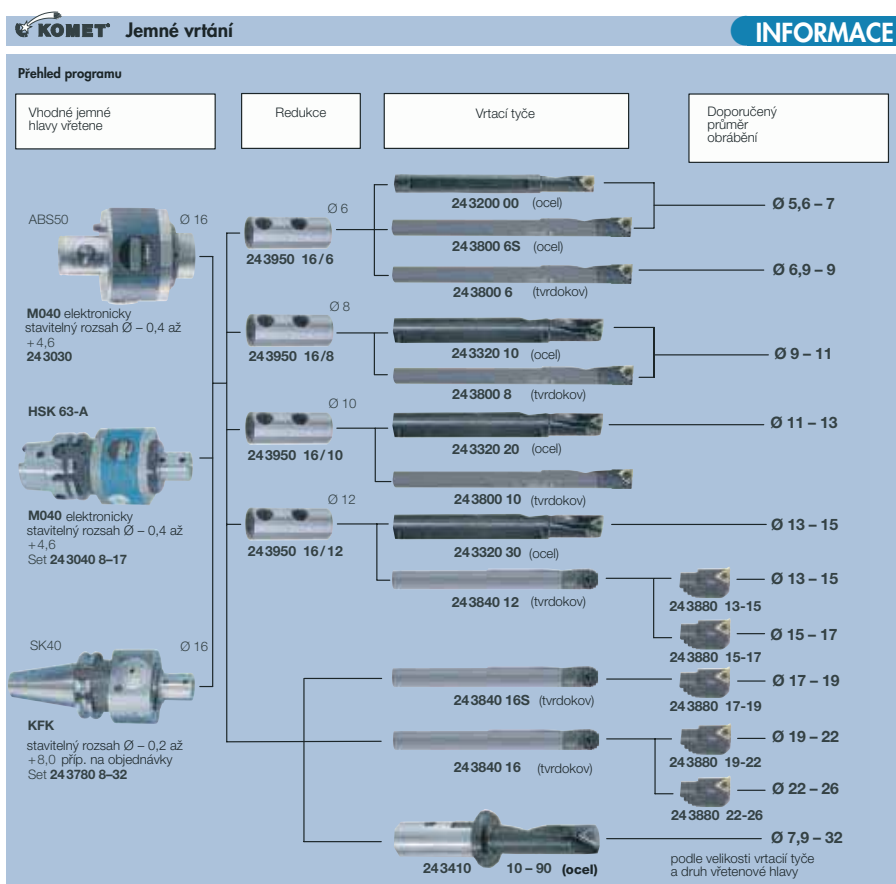 KOMET® Jemné vrtání
INFORMACE
Přehled programu
Vhodné jemné
hlavy vřetene
Redukce
Vrtací tyče
Doporučený
průměr
obrábění
ABS50
Ø 16
M040 elektronicky
stavitelný rozsah Ø – 0,4 až
+4,6
243030
HSK 63-A
M040 elektronicky
stavitelný rozsah Ø – 0,4 až
+4,6
Set 243040 8–17
SK40
Ø 16
KFK
stavitelný rozsah Ø – 0,2 až
+8,0 příp. na objednávky
Set 243780 8–32
Ø 6
243950 16/6
Ø 8
243950 16/8
Ø 10
243950 16/10
Ø 12
243950 16/12
243200 00 (ocel)
243800 6S (ocel)
243800 6 (tvrdokov)
243320 10 (ocel)
243800 8 (tvrdokov)
243320 20 (ocel)
243800 10 (tvrdokov)
243320 30 (ocel)
243840 12 (tvrdokov)
243840 16S (tvrdokov)
243840 16 (tvrdokov)
243410 10 – 90 (ocel)
Ø 5,6 – 7
Ø 6,9 – 9
Ø 9 – 11
Ø 11 – 13
Ø 13 – 15
Ø 13 – 15
243880 13-15
Ø 15 – 17
243880 15-17
Ø 17 – 19
243880 17-19
Ø 19 – 22
243880 19-22
Ø 22 – 26
243880 22-26
Ø 7,9 – 32
podle velikosti vrtacií tyče
a druh vřetenové hlavy